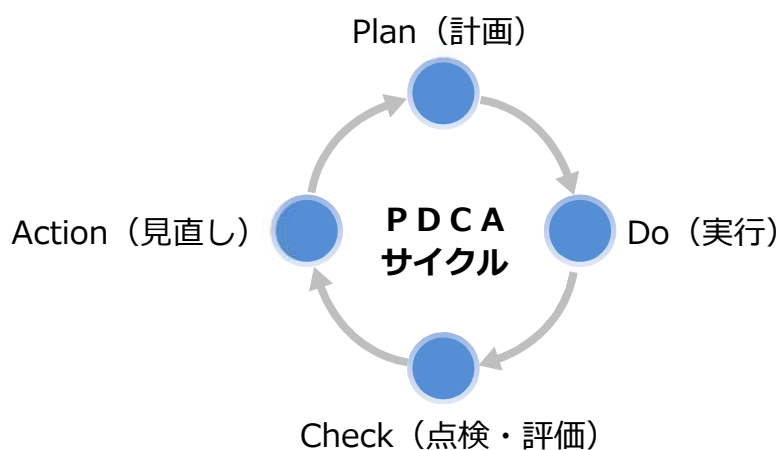 Plan（計画）
Action（見直し）
ＰＤＣＡ
サイクル
Do（実行）
Check（点検・評価）